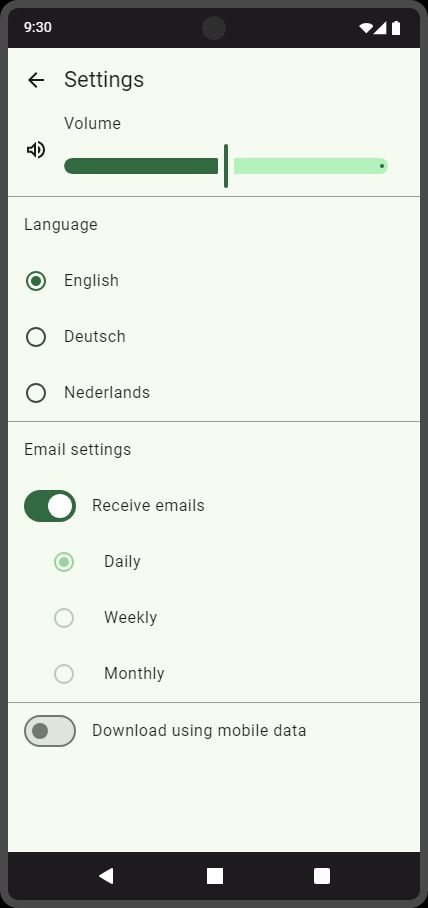 9:30
Settings
Volume
Language
English
Deutsch
Nederlands
Email settings
Receive emails
Daily
Weekly
Monthly
Download using mobile data